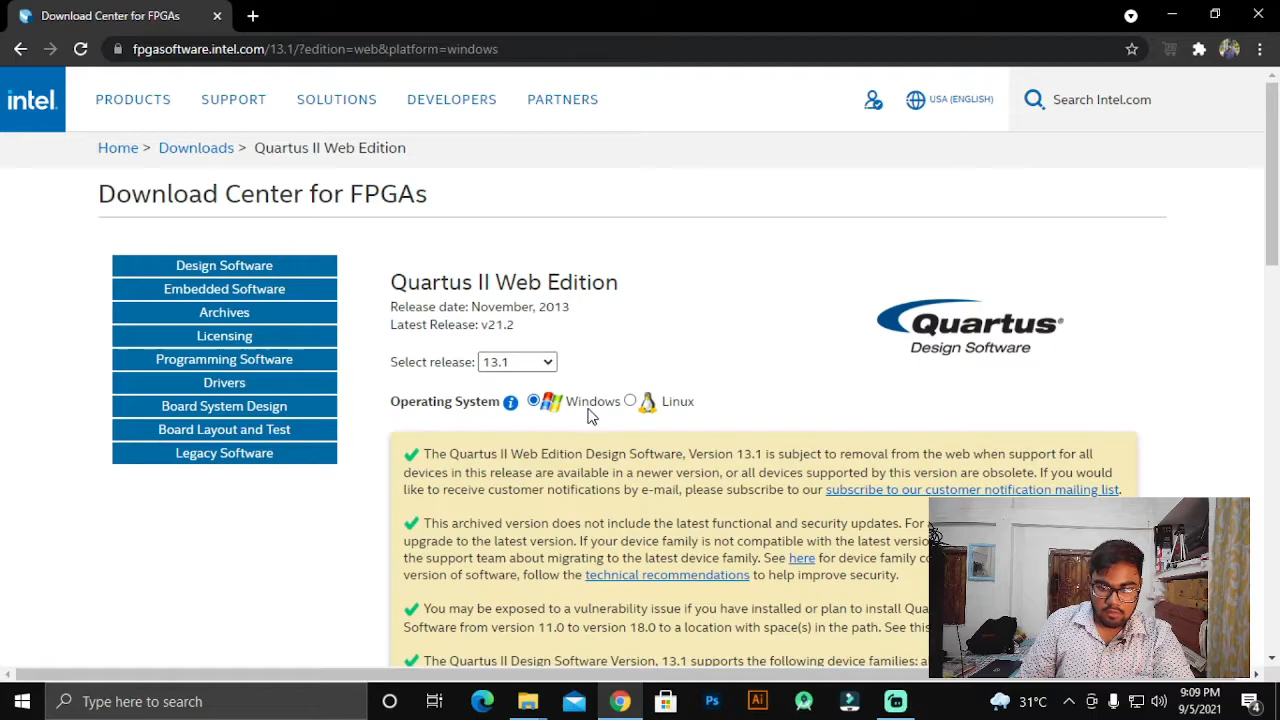 Download Center for FPGAs
fpgasoftware.intel.com/13.1/?edition=web&platform=windows
intel.
PRODUCTS
SUPPORT
SOLUTIONS
DEVELOPERS
PARTNERS
USA (ENGLISH)
Search Intel.com
Home > Downloads > Quartus II Web Edition
Download Center for FPGAs
Design Software
Embedded Software
Archives
Licensing
Programming Software
Drivers
Board System Design
Board Layout and Test
Legacy Software
Quartus II Web Edition
Release date: November, 2013
Latest Release: v21.2
Select release: 13.1
Operating System Windows Linux
Quartus®
Design Software
The Quartus II Web Edition Design Software, Version 13.1 is subject to removal from the web when support for all
devices in this release are available in a newer version, or all devices supported by this version are obsolete. If you would
like to receive customer notifications by e-mail, please subscribe to our subscribe to our customer notification mailing list.
This archived version does not include the latest functional and security updates. For
upgrade to the latest version. If your device family is not compatible with the latest
the support team about migrating to the latest device family. See here for device family
version of software, follow the technical recommendations to help improve security.
You may be exposed to a vulnerability issue if you have installed or plan to install
Software from version 11.0 to version 18.0 to a location with space(s) in the path. See this
The Quartus II Design Software, Version 13.1 supports the following device families:
Type here to search
Ps
Ai
31°C
9:09 PM
9/5/2021
4